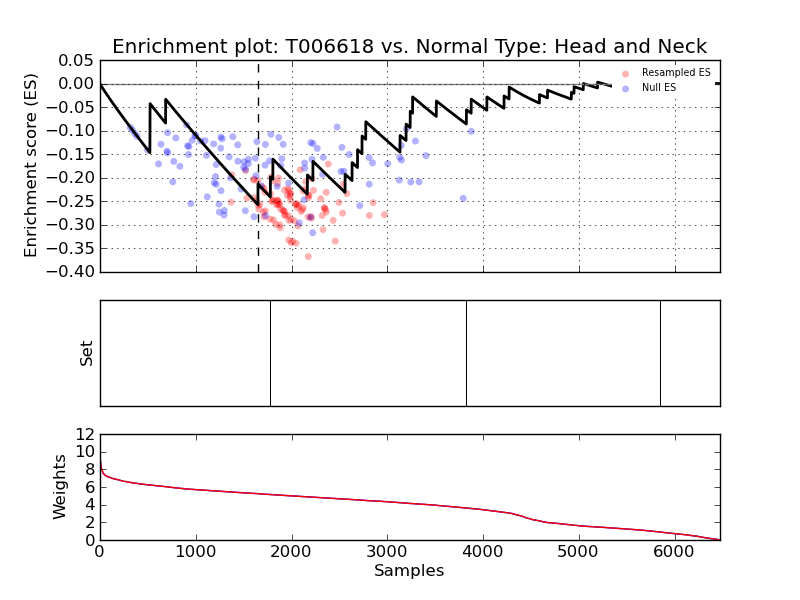 Enrichment plot: T006618 vs. Normal Type: Head and Neck
0.05
0.00
−0.05
−0.10
−0.15
−0.20
−0.25
−0.30
−0.35
−0.40
Enrichment score (ES)
Resampled ES
Null ES
Set
12
10
8
6
4
2
0
Weights
0 1000 2000 3000 4000 5000 6000
Samples